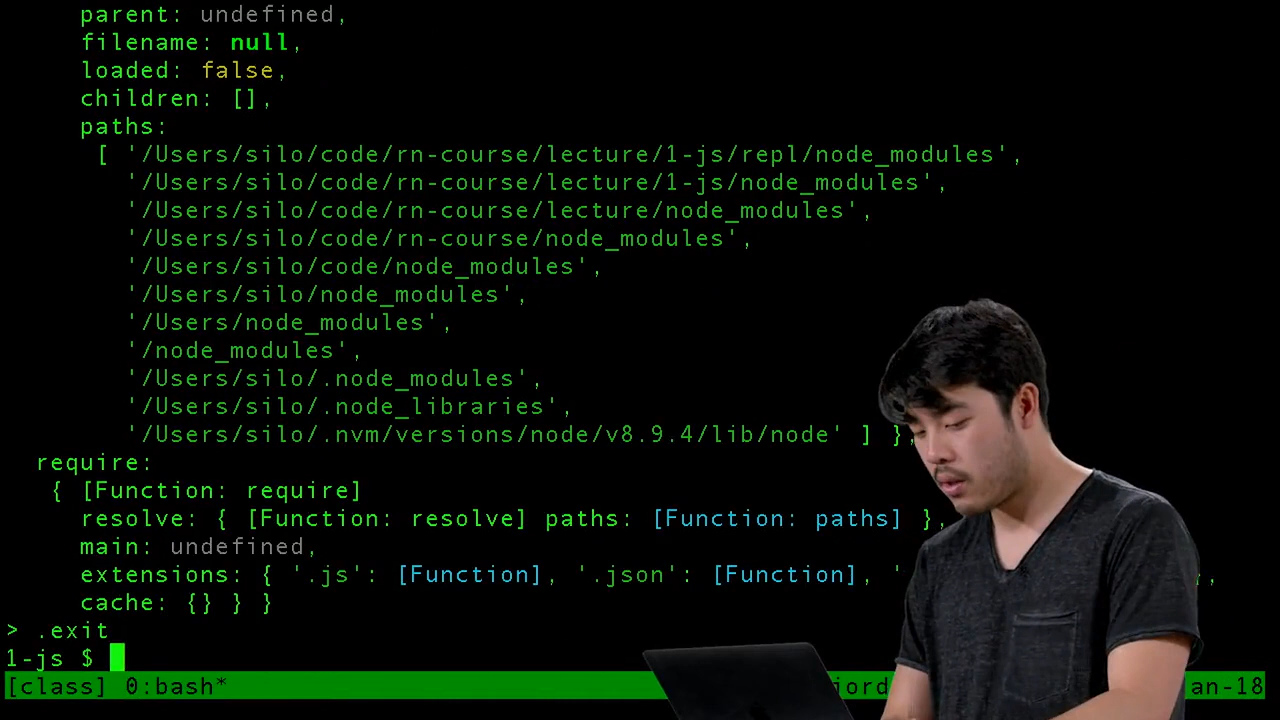 parent: undefined,
filename: null,
loaded: false,
children: [],
paths:
[ '/Users/silo/code/rn-course/lecture/1-js/repl/node_modules',
'/Users/silo/code/rn-course/lecture/1-js/node_modules',
'/Users/silo/code/rn-course/lecture/node_modules',
'/Users/silo/code/rn-course/node_modules',
'/Users/silo/code/node_modules',
'/Users/silo/node_modules',
'/Users/node_modules',
'/node_modules',
'/Users/silo/.node_modules',
'/Users/silo/.node_libraries',
'/Users/silo/.nvm/versions/node/v8.9.4/lib/node' ] },
require:
{ [Function: require]
resolve: { [Function: resolve] paths: [Function: paths] },
main: undefined,
extensions: { '.js': [Function], '.json': [Function], '
cache: {} } }
> .exit
1-js $
[class] 0:bash* jord an-18